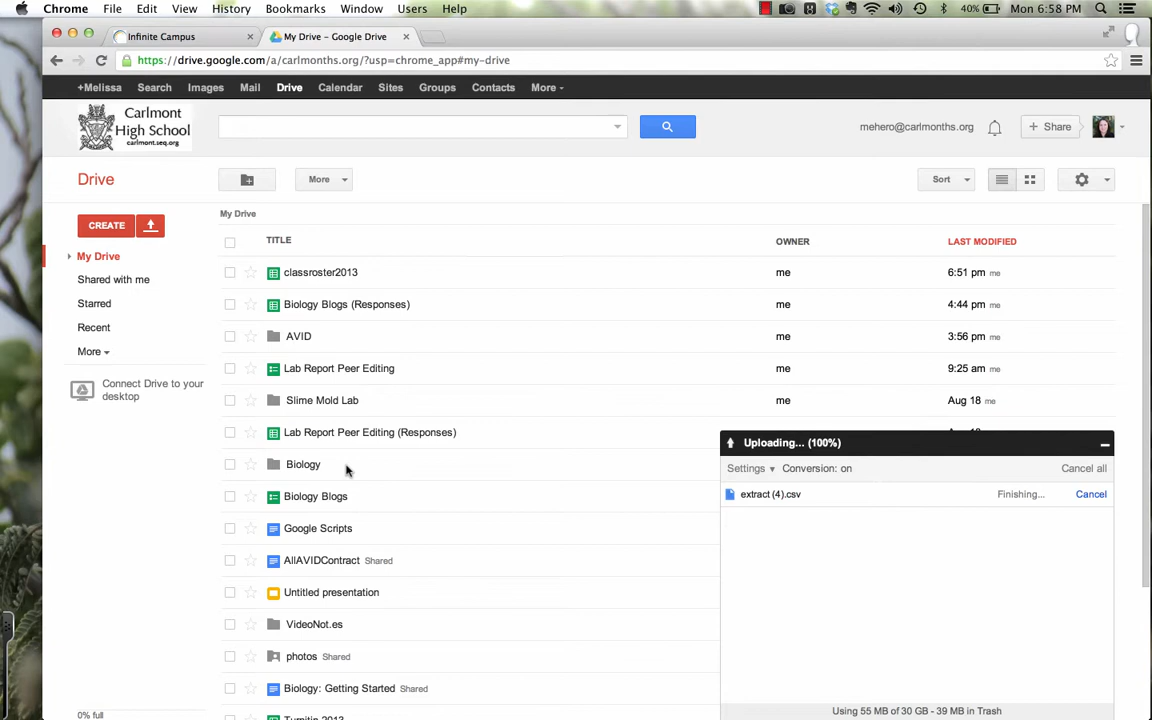 Chrome File Edit View History Bookmarks Window Users Help 40% Mon 6:58 PM
Infinite Campus × My Drive – Google Drive ×
https://drive.google.com/a/carlmonths.org/?usp=chrome_app#my-drive
+Melissa Search Images Mail Drive Calendar Sites Groups Contacts More
Carlmont
High School
carlmont.seq.org
mehero@carlmonths.org + Share
Drive More Sort
CREATE
My Drive
Shared with me
Starred
Recent
More
Connect Drive to your
desktop
0% full
My Drive
TITLE OWNER LAST MODIFIED
classroster2013 me 6:51 pm me
Biology Blogs (Responses) me 4:44 pm me
AVID me 3:56 pm me
Lab Report Peer Editing me 9:25 am me
Slime Mold Lab me Aug 18 me
Lab Report Peer Editing (Responses)
Biology
Biology Blogs
Google Scripts
AllAVIDContract Shared
Untitled presentation
VideoNot.es
photos Shared
Biology: Getting Started Shared
Turnitin 2013
Uploading... (100%)
Settings Conversion: on Cancel all
extract (4).csv Finishing... Cancel
Using 55 MB of 30 GB - 39 MB in Trash